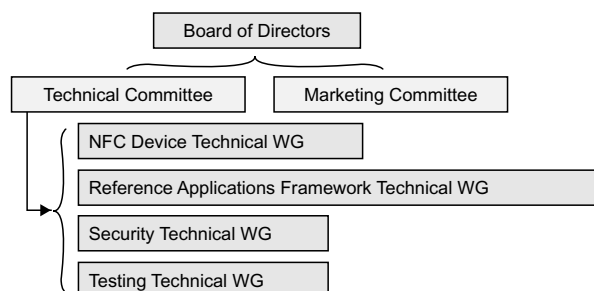 Board of Directors
Technical Committee
Marketing Committee
NFC Device Technical WG
Reference Applications Framework Technical WG
Security Technical WG
Testing Technical WG